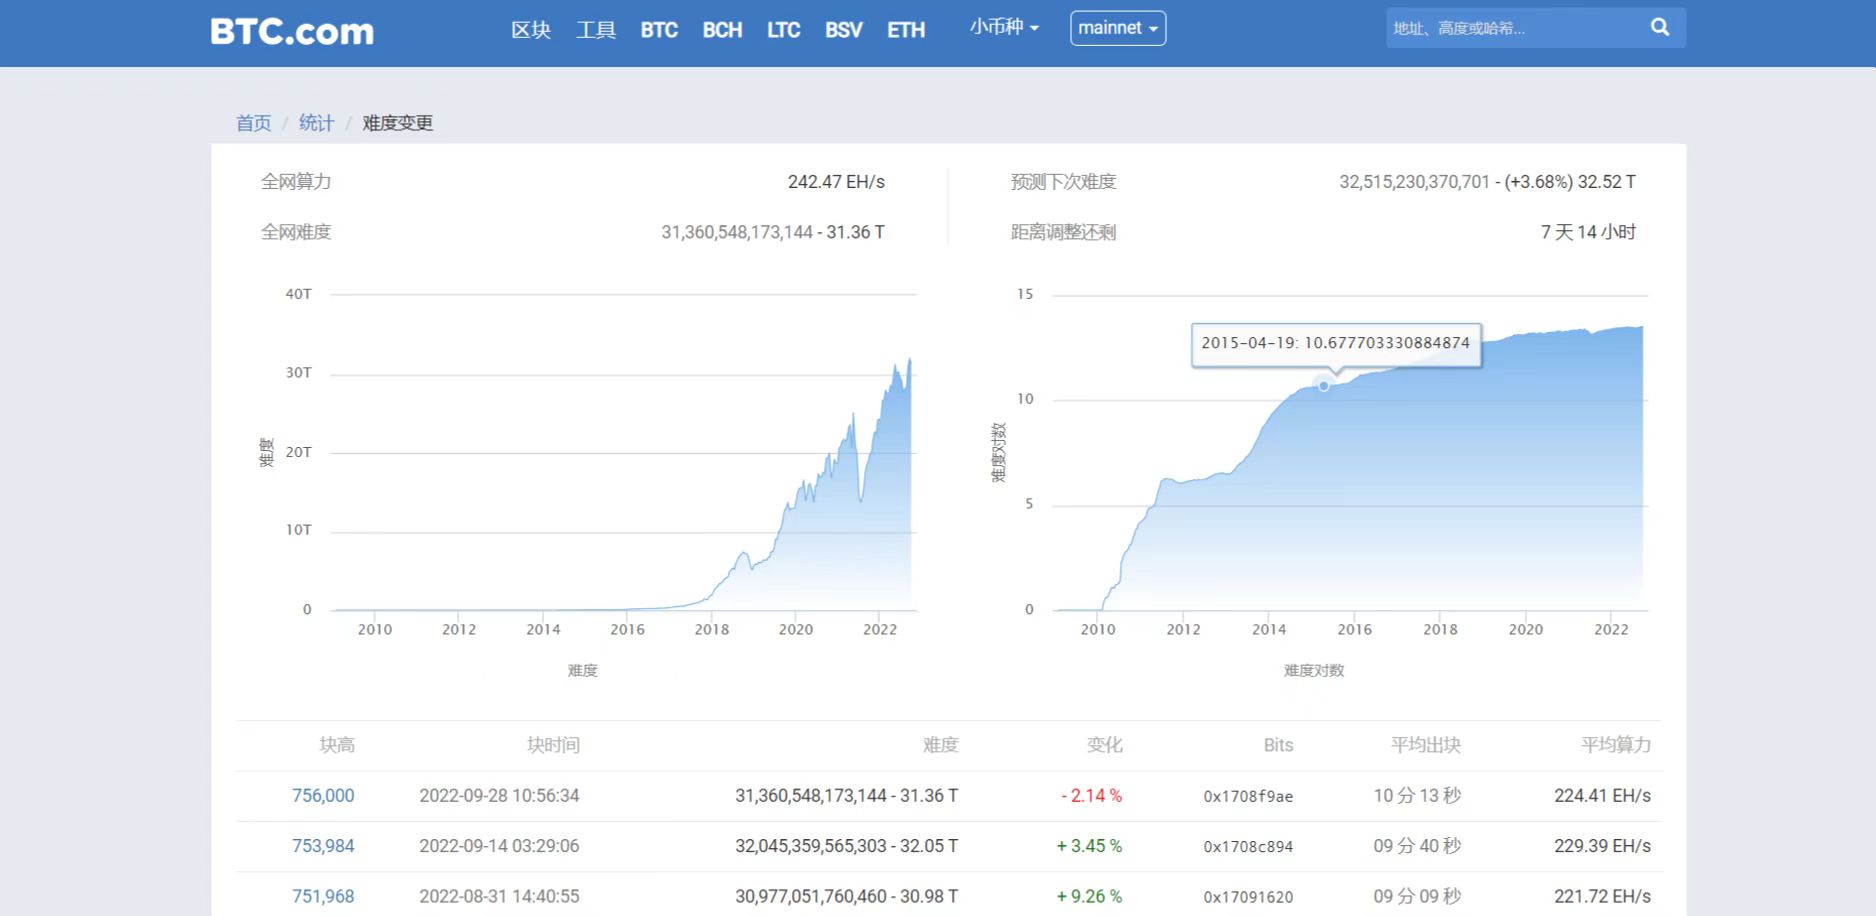 BTC.com 区块 工具 BTC BCH LTC BSV ETH 小币种 mainnet 地址、高度或哈希...
首页 / 统计 / 难度变更
全网算力 242.47 EH/s
全网难度 31,360,548,173,144 - 31.36 T
预测下次难度 32,515,230,370,701 - (+3.68%) 32.52 T
距离调整还剩 7 天 14 小时
40T
30T
20T
10T
0
难度
2010 2012 2014 2016 2018 2020 2022
难度
15
10
5
0
难度对数
2015-04-19: 10.677703330884874
2010 2012 2014 2016 2018 2020 2022
难度对数
块高 块时间 难度 变化 Bits 平均出块 平均算力
756,000 2022-09-28 10:56:34 31,360,548,173,144 - 31.36 T - 2.14 % 0x1708f9ae 10 分 13 秒 224.41 EH/s
753,984 2022-09-14 03:29:06 32,045,359,565,303 - 32.05 T + 3.45 % 0x1708c894 09 分 40 秒 229.39 EH/s
751,968 2022-08-31 14:40:55 30,977,051,760,460 - 30.98 T + 9.26 % 0x17091620 09 分 09 秒 221.72 EH/s